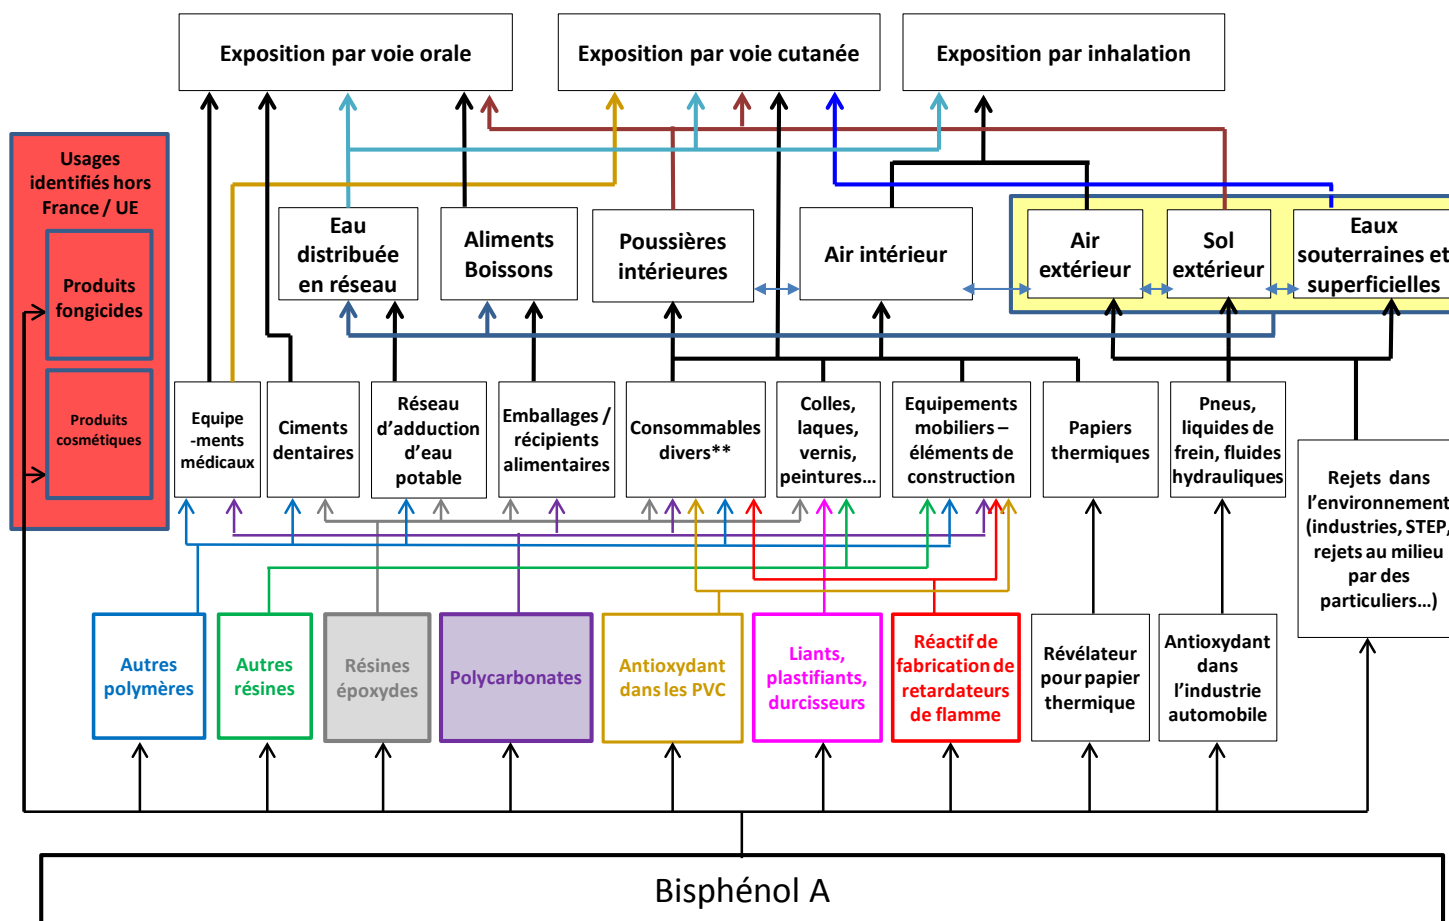 Exposition par voie orale
Exposition par voie cutanée
Exposition par inhalation
Usages
identifiés hors
France / UE
Produits
fongicides
Produits
cosmétiques
Eau
distribuée
en réseau
Aliments
Boissons
Poussières
intérieures
Air intérieur
Air
extérieur
Sol
extérieur
Eaux
souterraines et
superficielles
Equipe
-ments
médicaux
Ciments
dentaires
Réseau
d'adduction
d'eau
potable
Emballages /
récipients
alimentaires
Consommables
divers**
Colles,
laques,
vernis,
peintures...
Equipements
mobiliers –
éléments de
construction
Papiers
thermiques
Pneus,
liquides de
frein, fluides
hydrauliques
Rejets dans
l'environnement
(industries, STEP,
rejets au milieu
par des
particuliers...)
Autres
polymères
Autres
résines
Résines
époxydes
Polycarbonates
Antioxydant
dans les PVC
Liants,
plastifiants,
durcisseurs
Réactif de
fabrication de
retardateurs
de flamme
Révélateur
pour papier
thermique
Antioxydant
dans
l'industrie
automobile
Bisphénol A